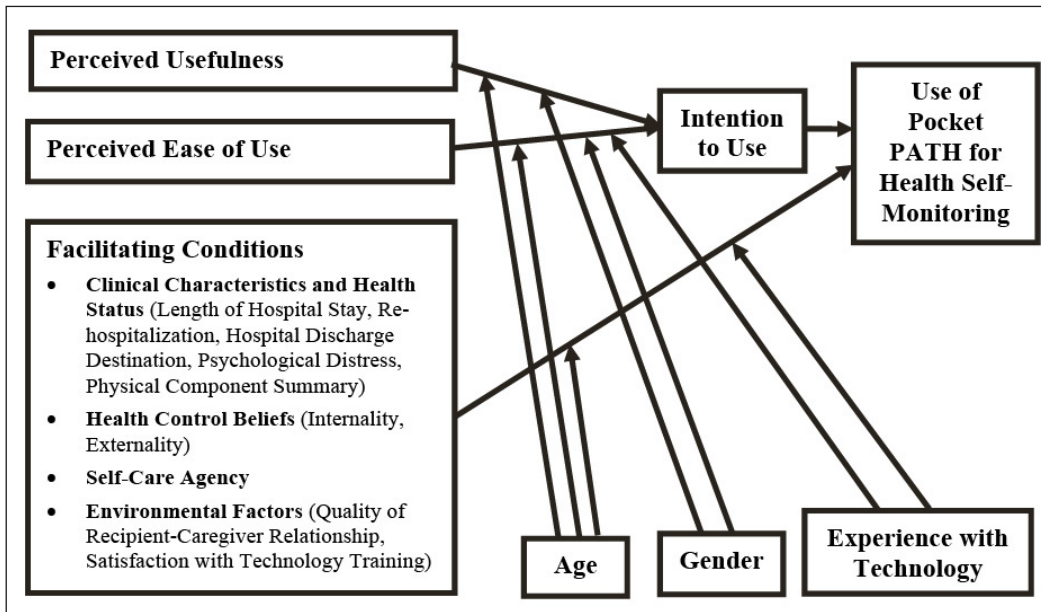 Perceived Usefulness
Perceived Ease of Use
Intention
to Use
Use of
Pocket
PATH for
Health Self-
Monitoring
Facilitating Conditions
• Clinical Characteristics and Health
Status (Length of Hospital Stay, Re-
hospitalization, Hospital Discharge
Destination, Psychological Distress,
Physical Component Summary)
• Health Control Beliefs (Internality,
Externality)
• Self-Care Agency
• Environmental Factors (Quality of
Recipient-Caregiver Relationship,
Satisfaction with Technology Training)
Age
Gender
Experience with
Technology